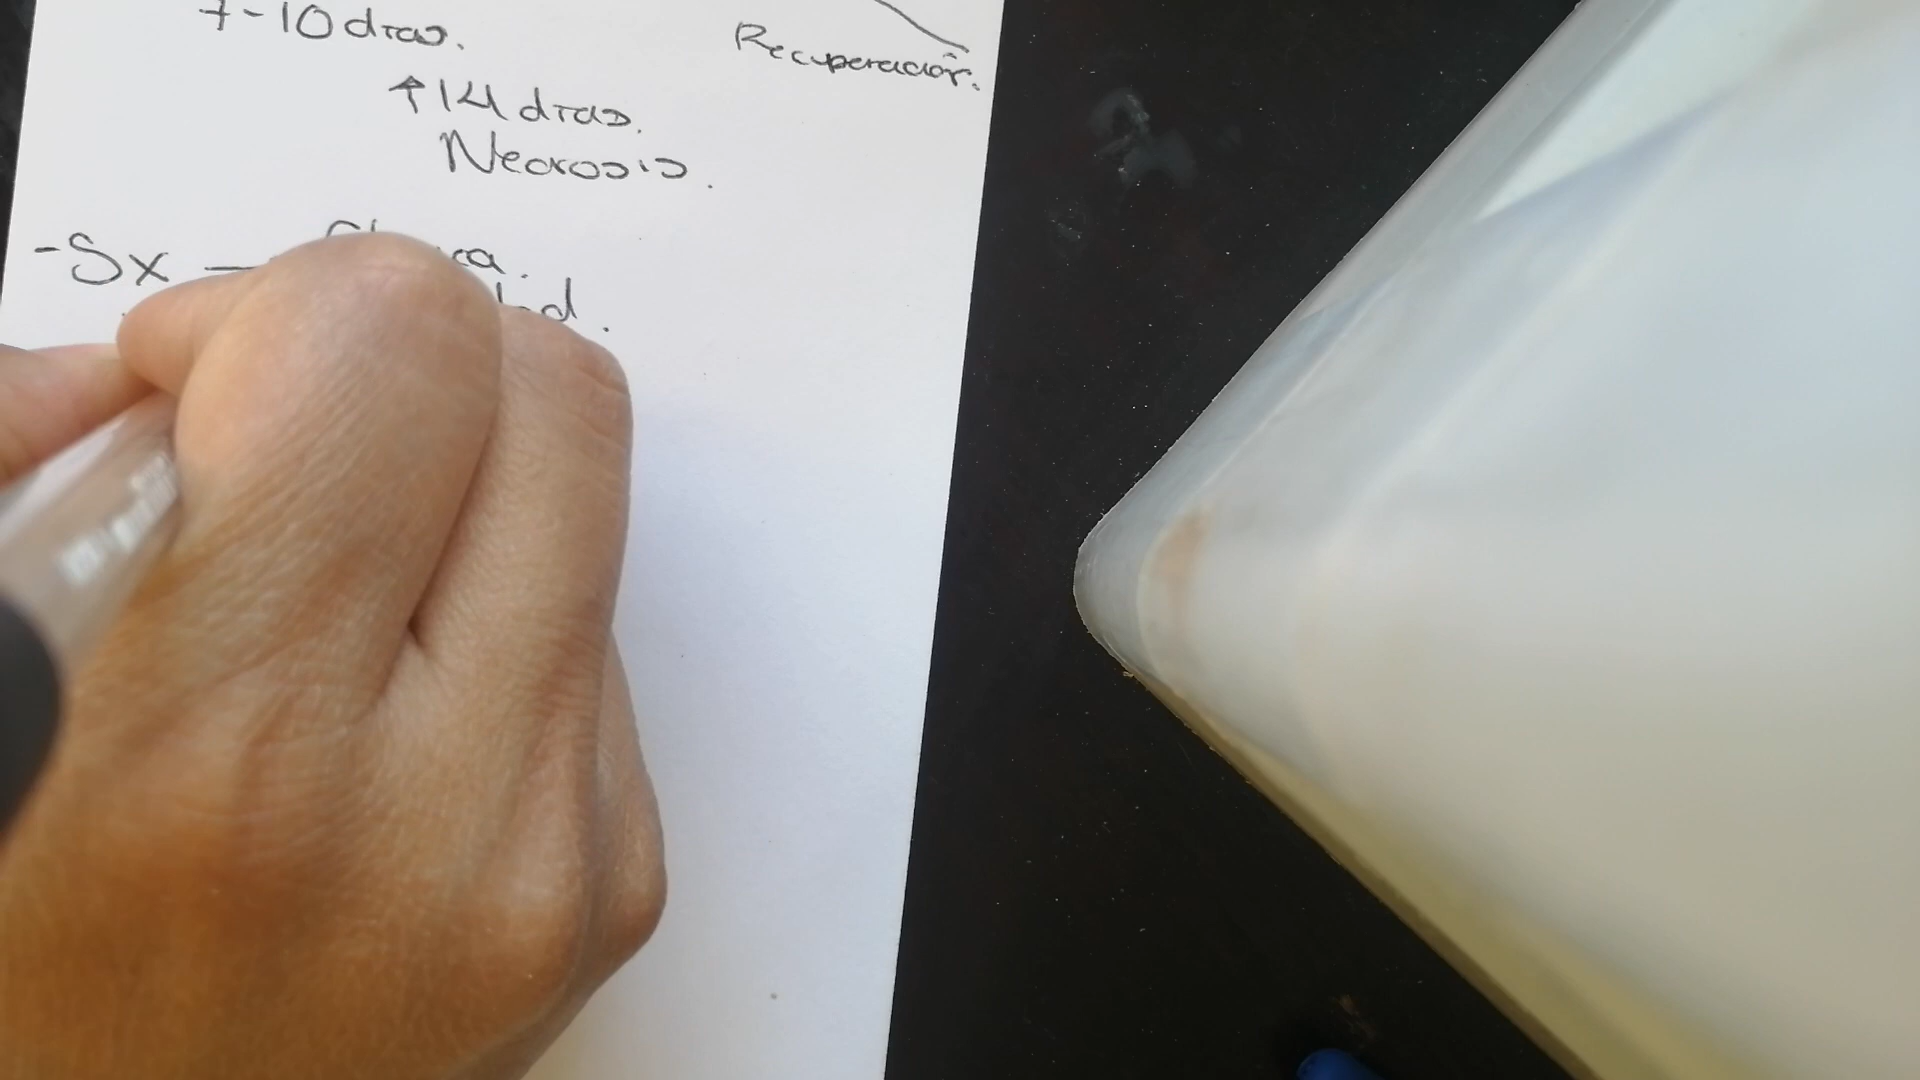 7-10 días.
Recuperación.
↑14 días.
Necrosis.
-Sx